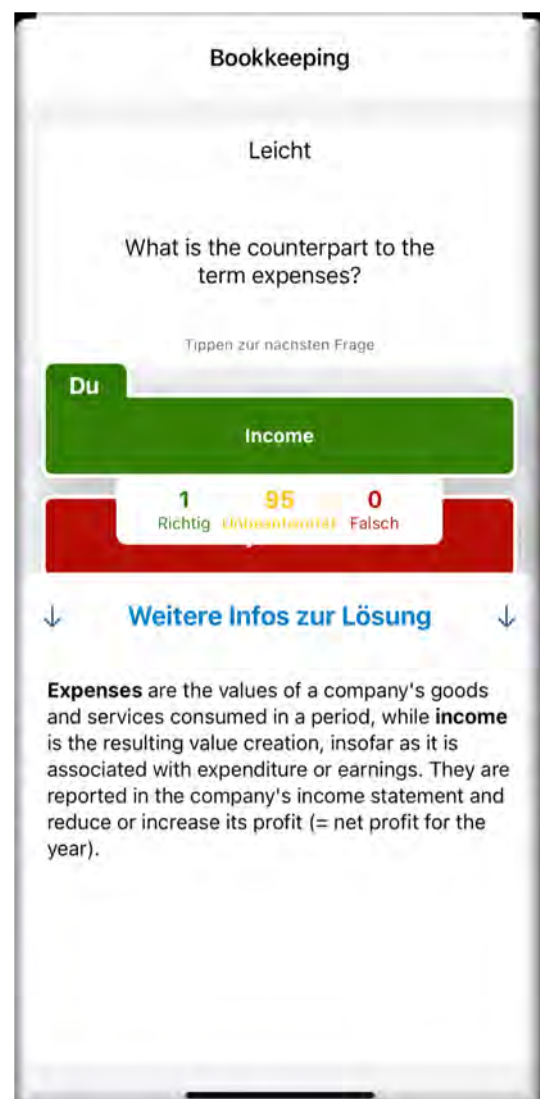 Bookkeeping
Leicht
What is the counterpart to the
term expenses?
Tippen zur nächsten Frage
Du
Income
1 95 0
Richtig Falsch
↓ Weitere Infos zur Lösung ↓
Expenses are the values of a company's goods
and services consumed in a period, while income
is the resulting value creation, insofar as it is
associated with expenditure or earnings. They are
reported in the company's income statement and
reduce or increase its profit (= net profit for the
year).